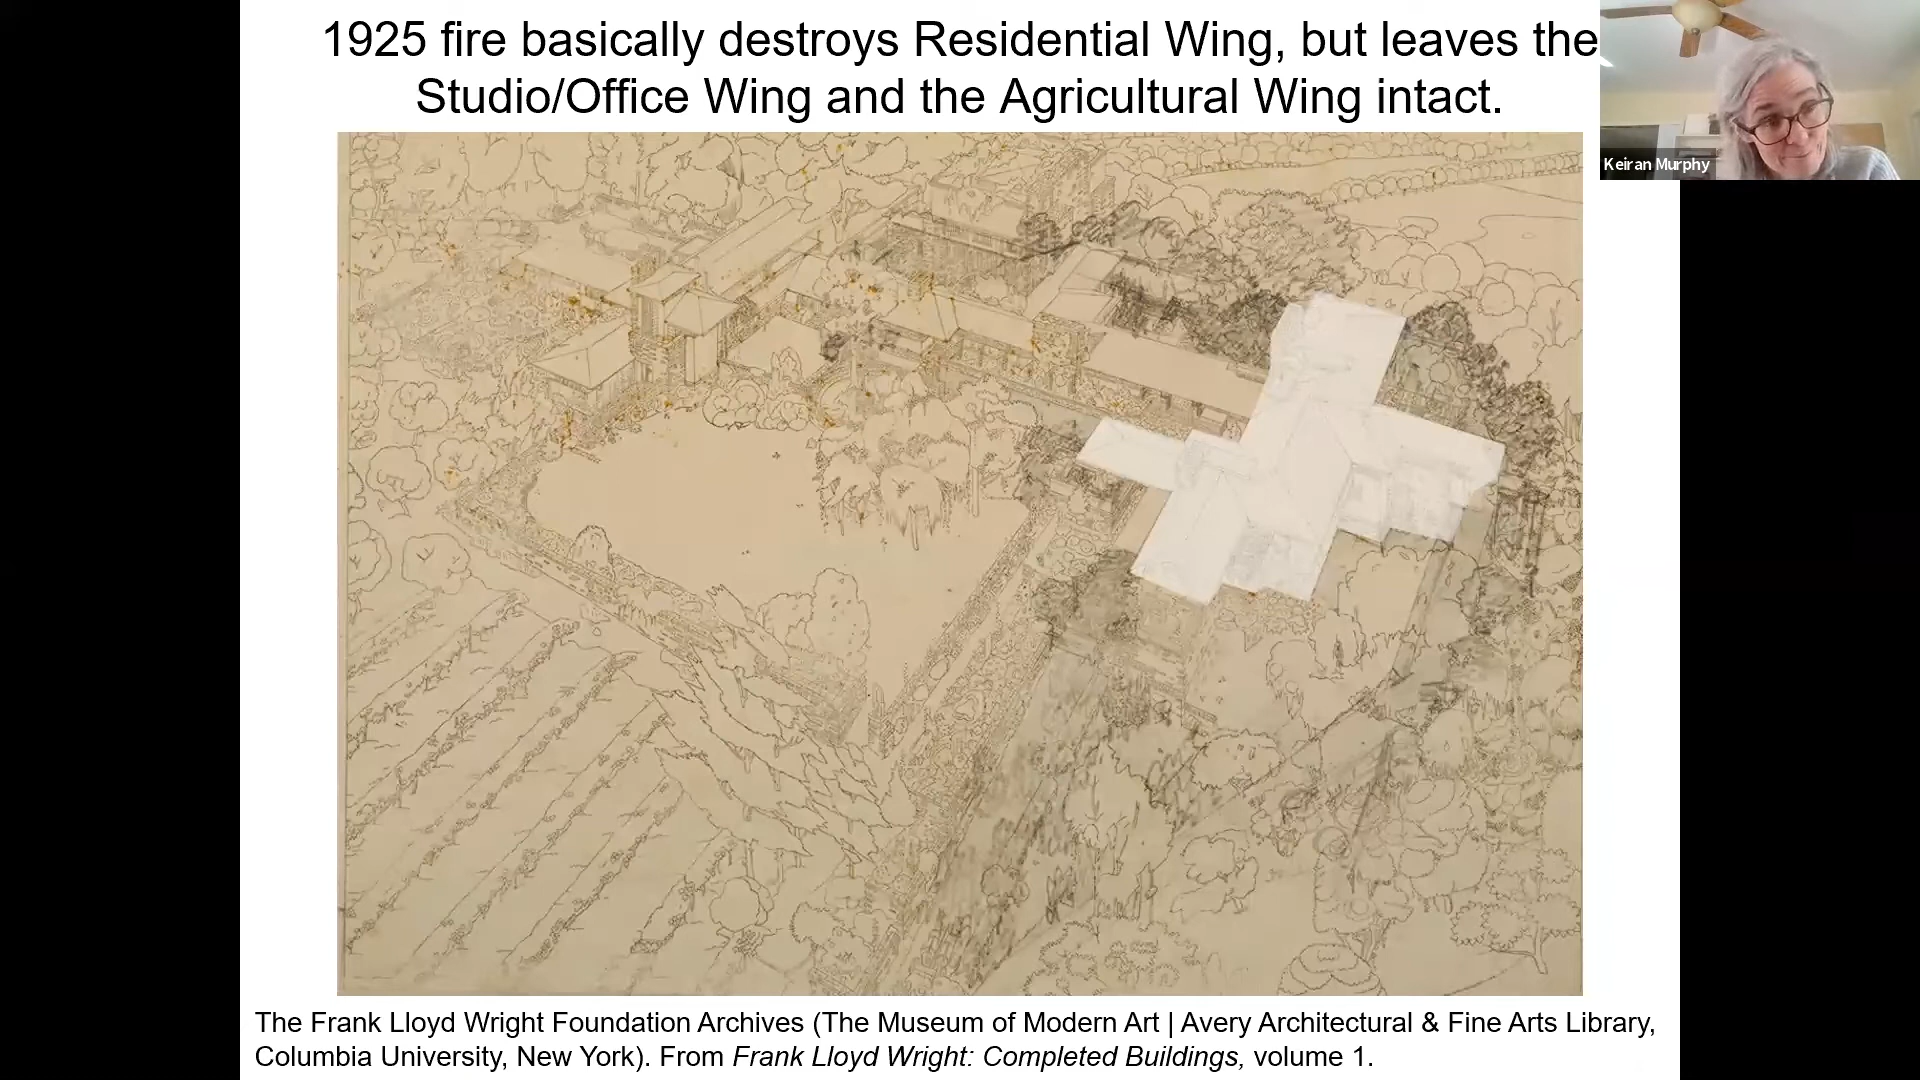 1925 fire basically destroys Residential Wing, but leaves the
Studio/Office Wing and the Agricultural Wing intact.
Keiran Murphy
The Frank Lloyd Wright Foundation Archives (The Museum of Modern Art | Avery Architectural & Fine Arts Library,
Columbia University, New York). From Frank Lloyd Wright: Completed Buildings, volume 1.